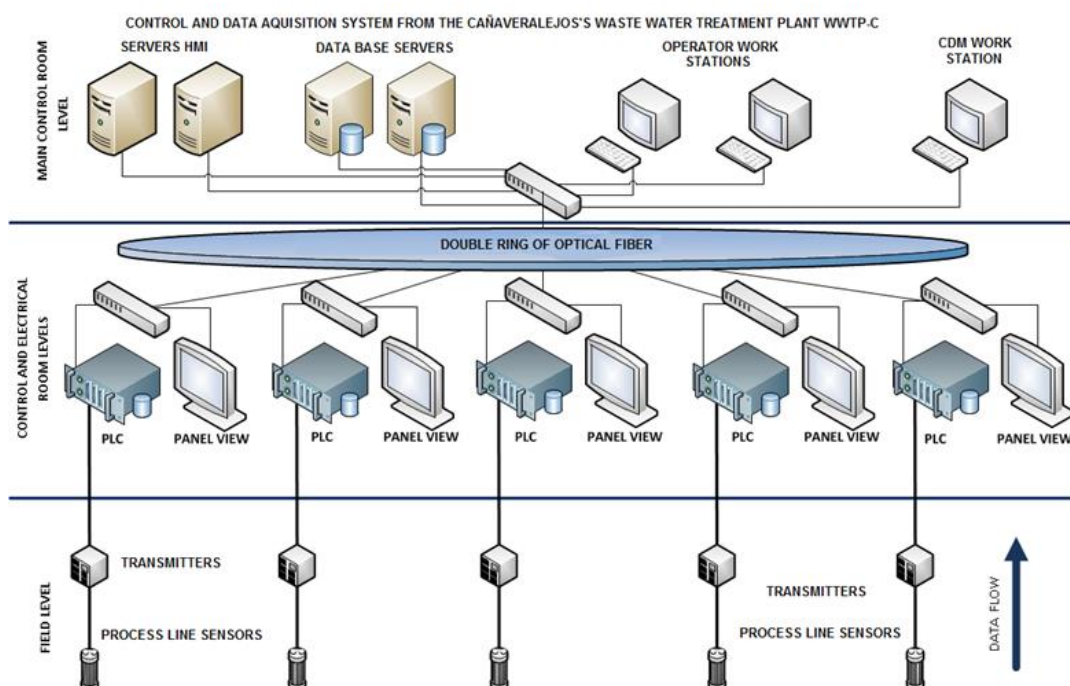 CONTROL AND DATA AQUISITION SYSTEM FROM THE CAÑAVERALEJOS'S WASTE WATER TREATMENT PLANT WWTP-C
SERVERS HMI
DATA BASE SERVERS
OPERATOR WORK
STATIONS
CDM WORK
STATION
MAIN CONTROL ROOM
LEVEL
DOUBLE RING OF OPTICAL FIBER
CONTROL AND ELECTRICAL
ROOM LEVELS
PLC
PANEL VIEW
PLC
PANEL VIEW
PLC
PANEL VIEW
PLC
PANEL VIEW
PLC
PANEL VIEW
FIELD LEVEL
TRANSMITTERS
TRANSMITTERS
PROCESS LINE SENSORS
PROCESS LINE SENSORS
DATA FLOW